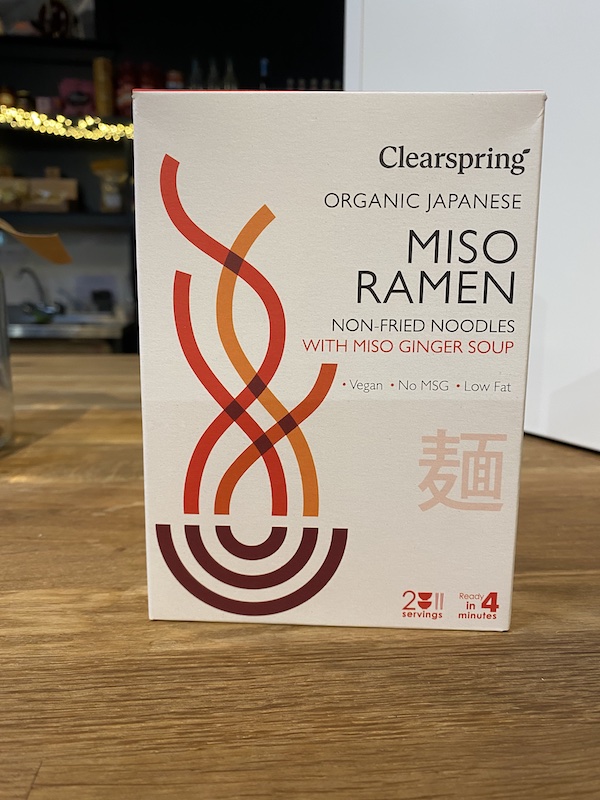 Clearspring
ORGANIC JAPANESE
MISO
RAMEN
NON-FRIED NOODLES
WITH MISO GINGER SOUP
• Vegan • No MSG • Low Fat
麺
2
servings
Ready
in 4
minutes